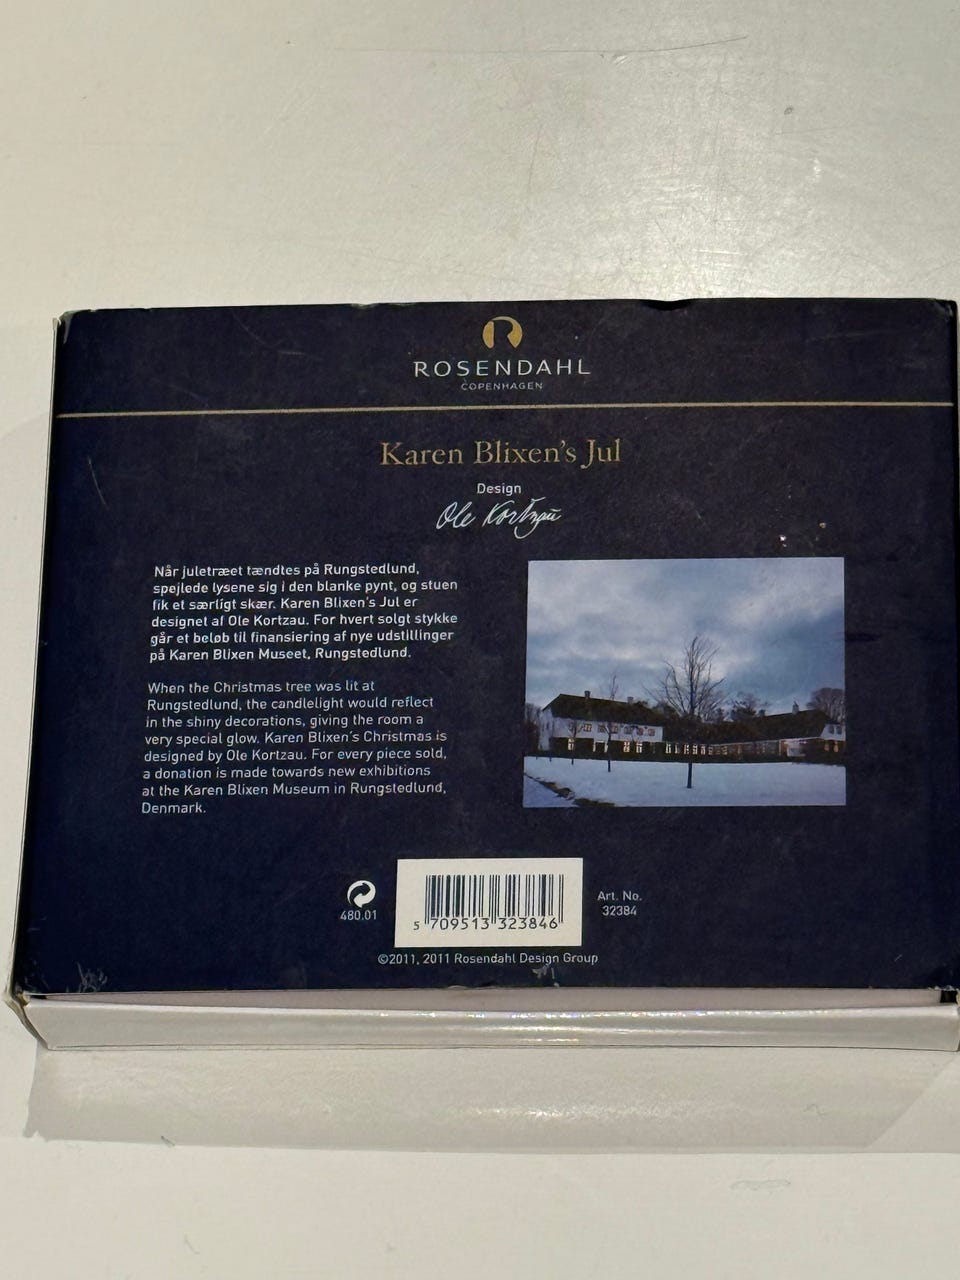 ROSENDAHL
COPENHAGEN
Karen Blixen's Jul
Design
Ole Kortzau
Når juletræet tændtes på Rungstedlund,
spejlede lysene sig i den blanke pynt, og stuen
fik et særligt skær. Karen Blixen's Jul er
designet af Ole Kortzau. For hvert solgt stykke
går et beløb til finansiering af nye udstillinger
på Karen Blixen Museet, Rungstedlund.
When the Christmas tree was lit at
Rungstedlund, the candlelight would reflect
in the shiny decorations, giving the room a
very special glow. Karen Blixen's Christmas is
designed by Ole Kortzau. For every piece sold,
a donation is made towards new exhibitions
at the Karen Blixen Museum in Rungstedlund,
Denmark.
480.01
5 709513 323846
Art. No.
32384
©2011, 2011 Rosendahl Design Group